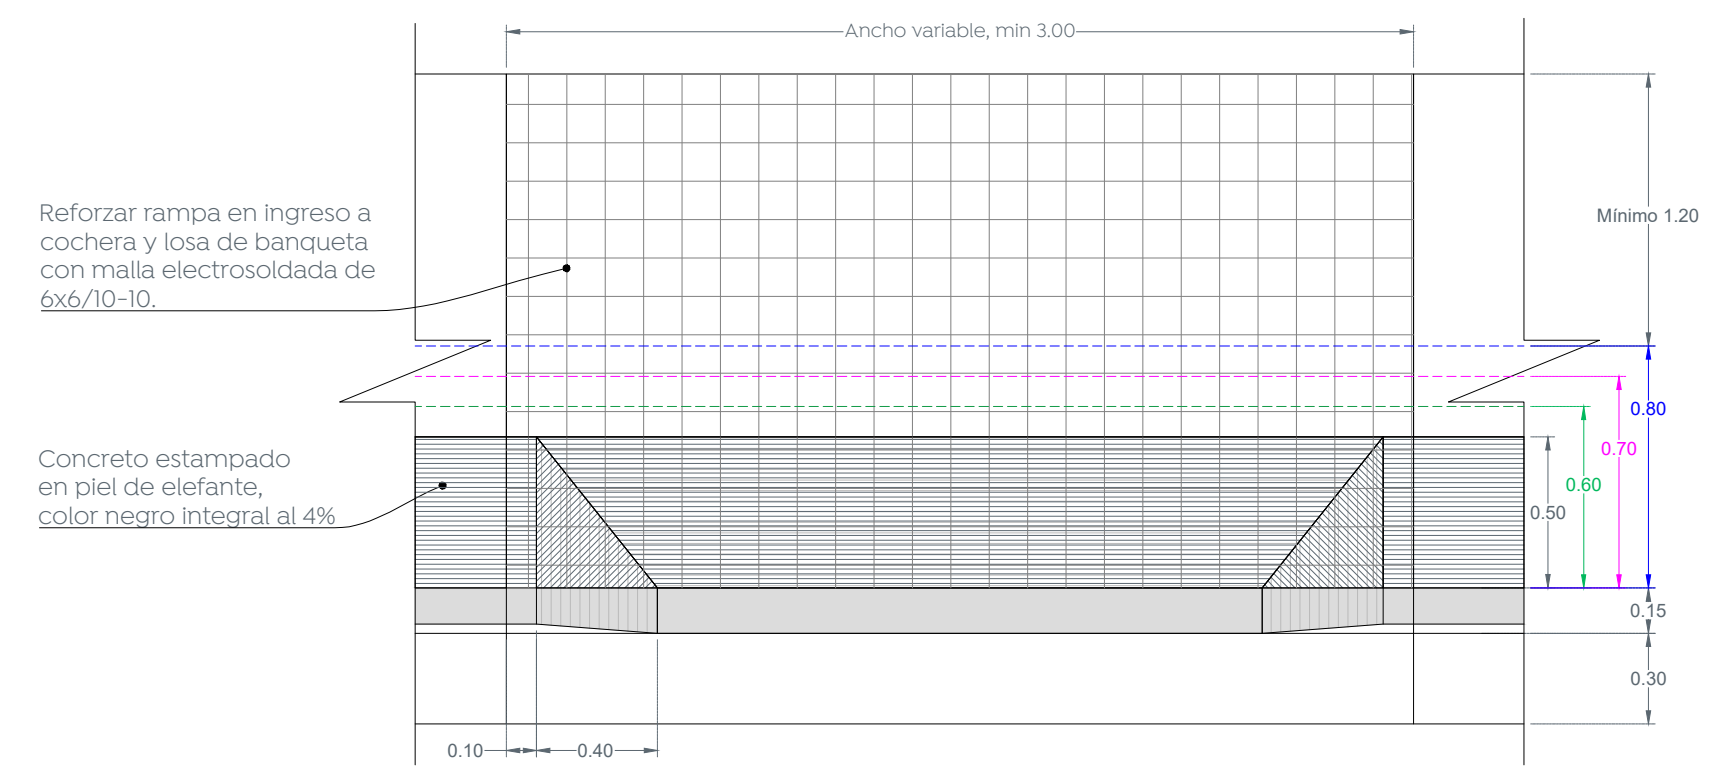 Ancho variable, min 3.00
Reforzar rampa en ingreso a
cochera y losa de banqueta
con malla electrosoldada de
6x6/10-10.
Mínimo 1.20
0.80
0.70
0.60
0.50
Concreto estampado
en piel de elefante,
color negro integral al 4%
0.15
0.30
0.10
0.40